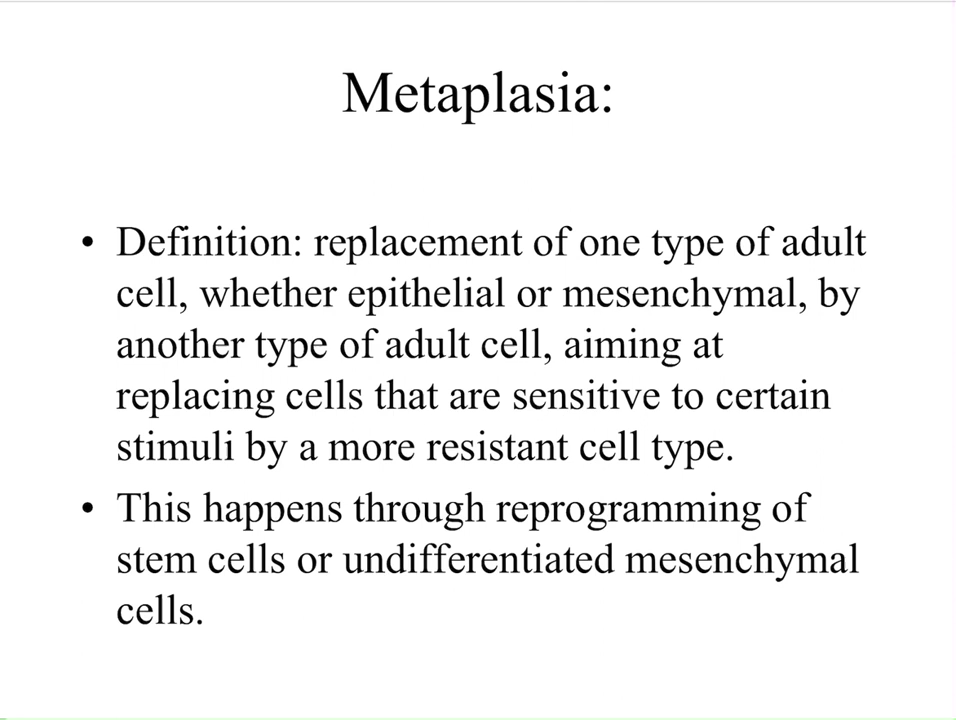 Metaplasia:
• Definition: replacement of one type of adult
cell, whether epithelial or mesenchymal, by
another type of adult cell, aiming at
replacing cells that are sensitive to certain
stimuli by a more resistant cell type.
• This happens through reprogramming of
stem cells or undifferentiated mesenchymal
cells.